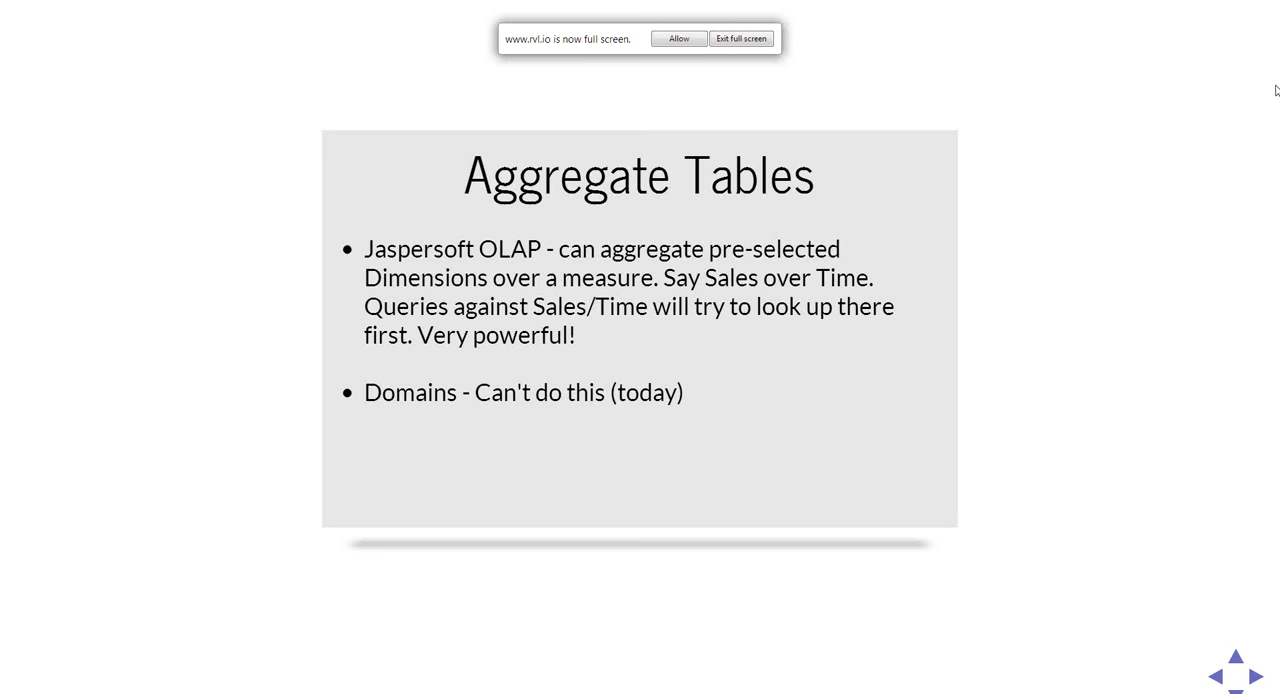 www.rvl.io is now full screen. Allow Exit full screen
Aggregate Tables
• Jaspersoft OLAP - can aggregate pre-selected
Dimensions over a measure. Say Sales over Time.
Queries against Sales/Time will try to look up there
first. Very powerful!
• Domains - Can't do this (today)